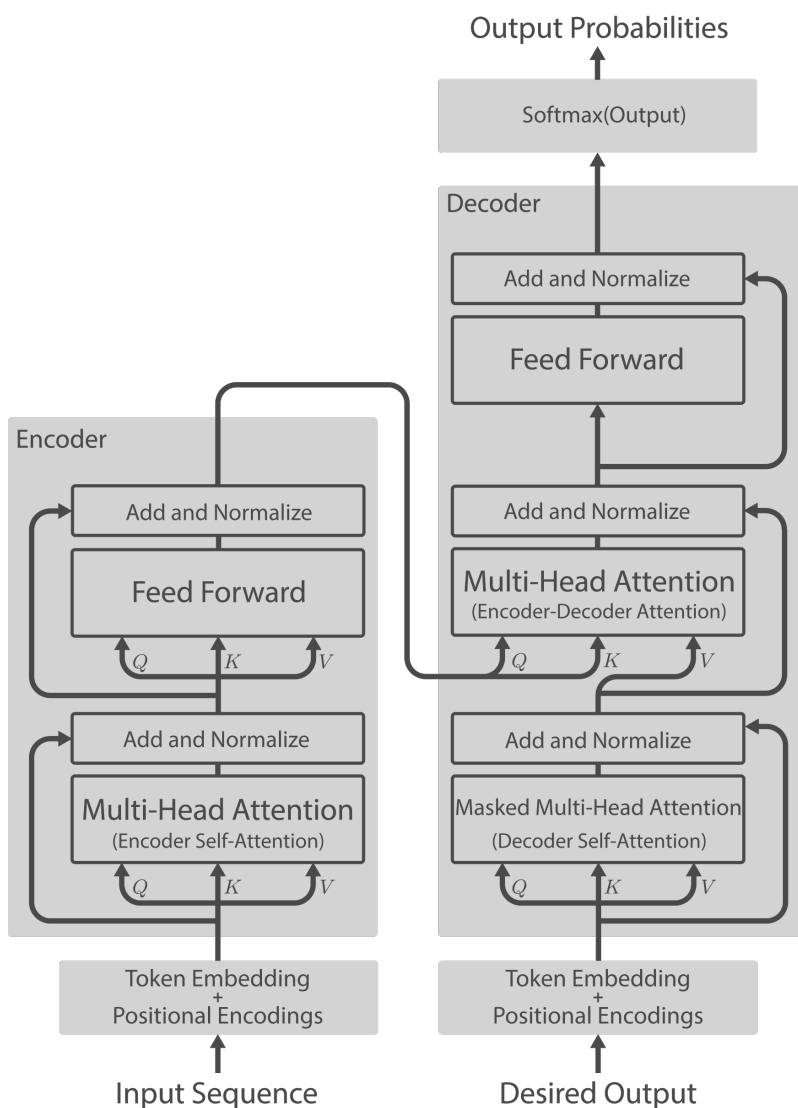 Output Probabilities
Softmax(Output)
Decoder
Add and Normalize
Feed Forward
Add and Normalize
Multi-Head Attention
(Encoder-Decoder Attention)
Q K V
Add and Normalize
Masked Multi-Head Attention
(Decoder Self-Attention)
Q K V
Token Embedding
+
Positional Encodings
Desired Output
Encoder
Add and Normalize
Feed Forward
Q K V
Add and Normalize
Multi-Head Attention
(Encoder Self-Attention)
Q K V
Token Embedding
+
Positional Encodings
Input Sequence